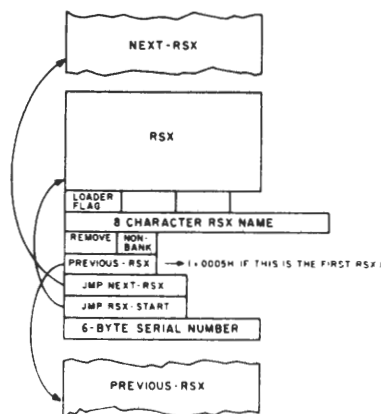 NEXT-RSX
RSX
LOADER FLAG
8 CHARACTER RSX NAME
REMOVE NON-BANK
PREVIOUS-RSX (x0005H IF THIS IS THE FIRST RSX)
JMP NEXT-RSX
JMP RSX-START
6-BYTE SERIAL NUMBER
PREVIOUS-RSX